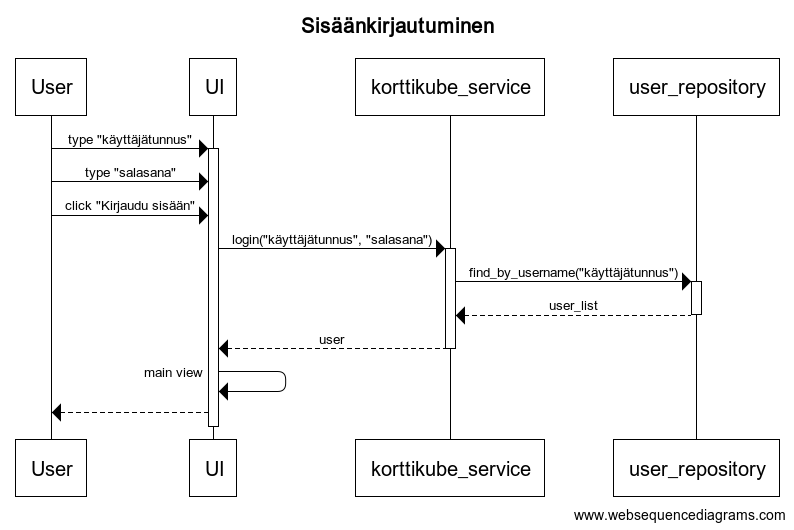 Sisäänkirjautuminen
User
UI
korttikube_service
user_repository
type "käyttäjätunnus"
type "salasana"
click "Kirjaudu sisään"
login("käyttäjätunnus", "salasana")
find_by_username("käyttäjätunnus")
user_list
user
main view
User
UI
korttikube_service
user_repository
www.websequencediagrams.com